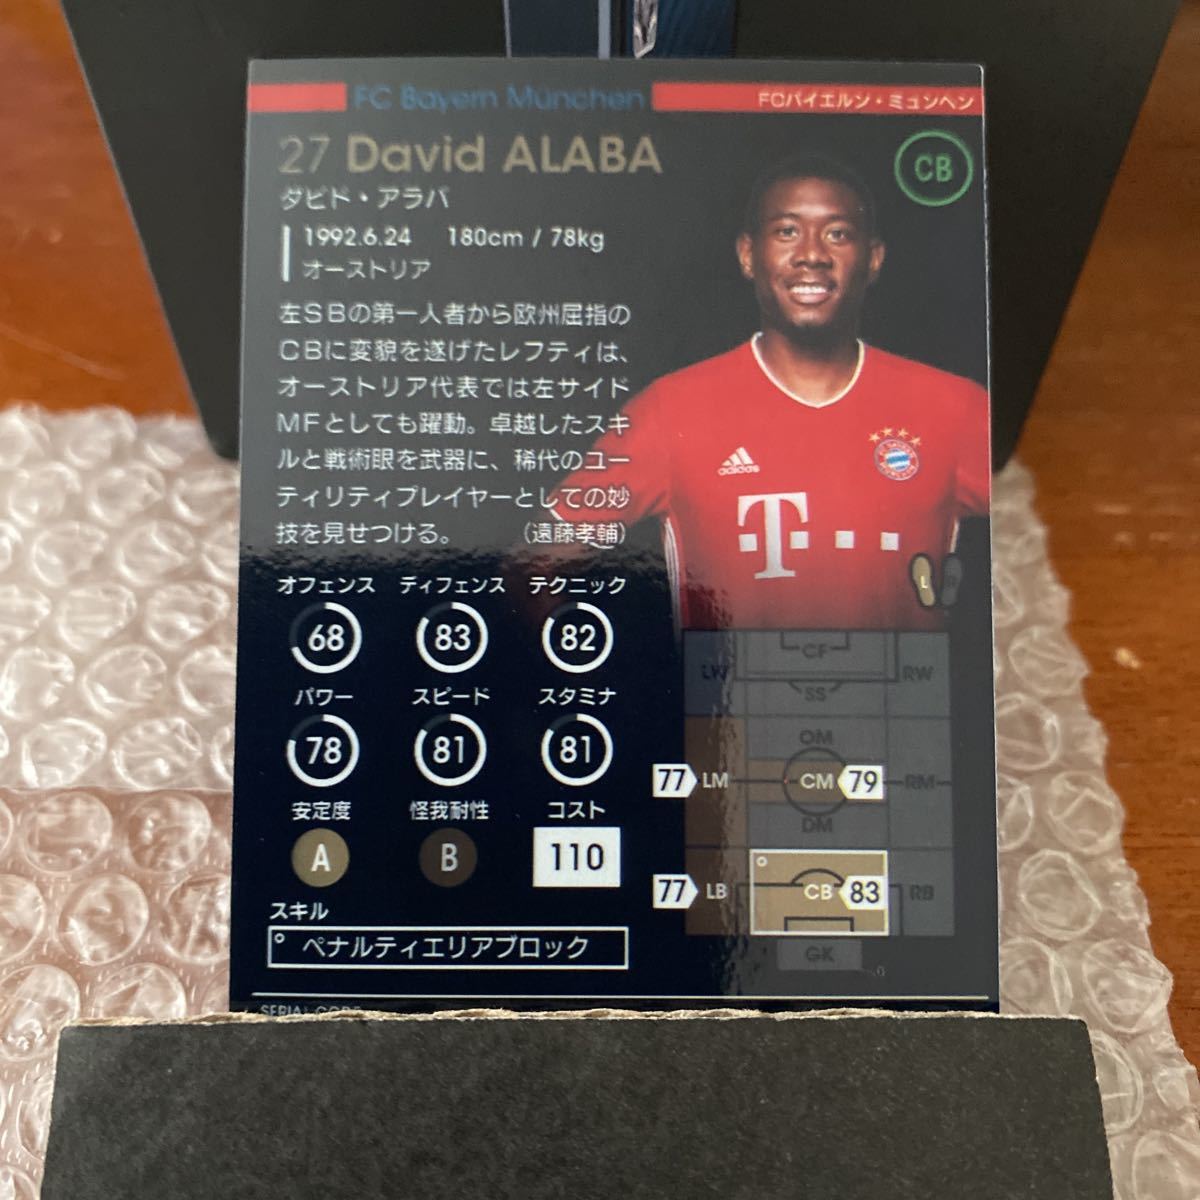 FC Bayern München
FCバイエルン・ミュンヘン
27 David ALABA
CB
ダビド・アラバ
1992.6.24 180cm / 78kg
オーストリア
左SBの第一人者から欧州屈指の
CBに変貌を遂げたレフティは、
オーストリア代表では左サイド
MFとしても躍動。卓越したスキ
ルと戦術眼を武器に、稀代のユー
ティリティプレイヤーとしての妙
技を見せつける。 (遠藤孝輔)
adidas
T
L
オフェンス ディフェンス テクニック
68 83 82
パワー スピード スタミナ
78 81 81
安定度 怪我耐性 コスト
A B 110
スキル
ペナルティエリアブロック
CF
LW RW
SS
OM
77 LM CM 79 RM
DM
77 LB CB 83 RB
GK
SERIAL CODE